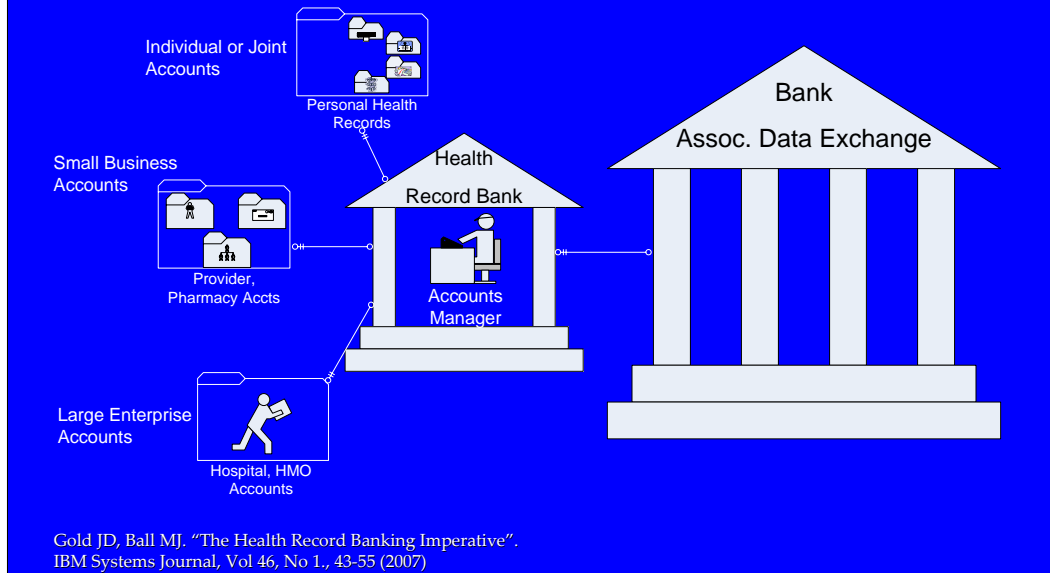 Individual or Joint
Accounts
Personal Health
Records
Small Business
Accounts
Provider,
Pharmacy Accts
Large Enterprise
Accounts
Hospital, HMO
Accounts
Health
Record Bank
Accounts
Manager
Bank
Assoc. Data Exchange
Gold JD, Ball MJ. “The Health Record Banking Imperative”.
IBM Systems Journal, Vol 46, No 1., 43-55 (2007)